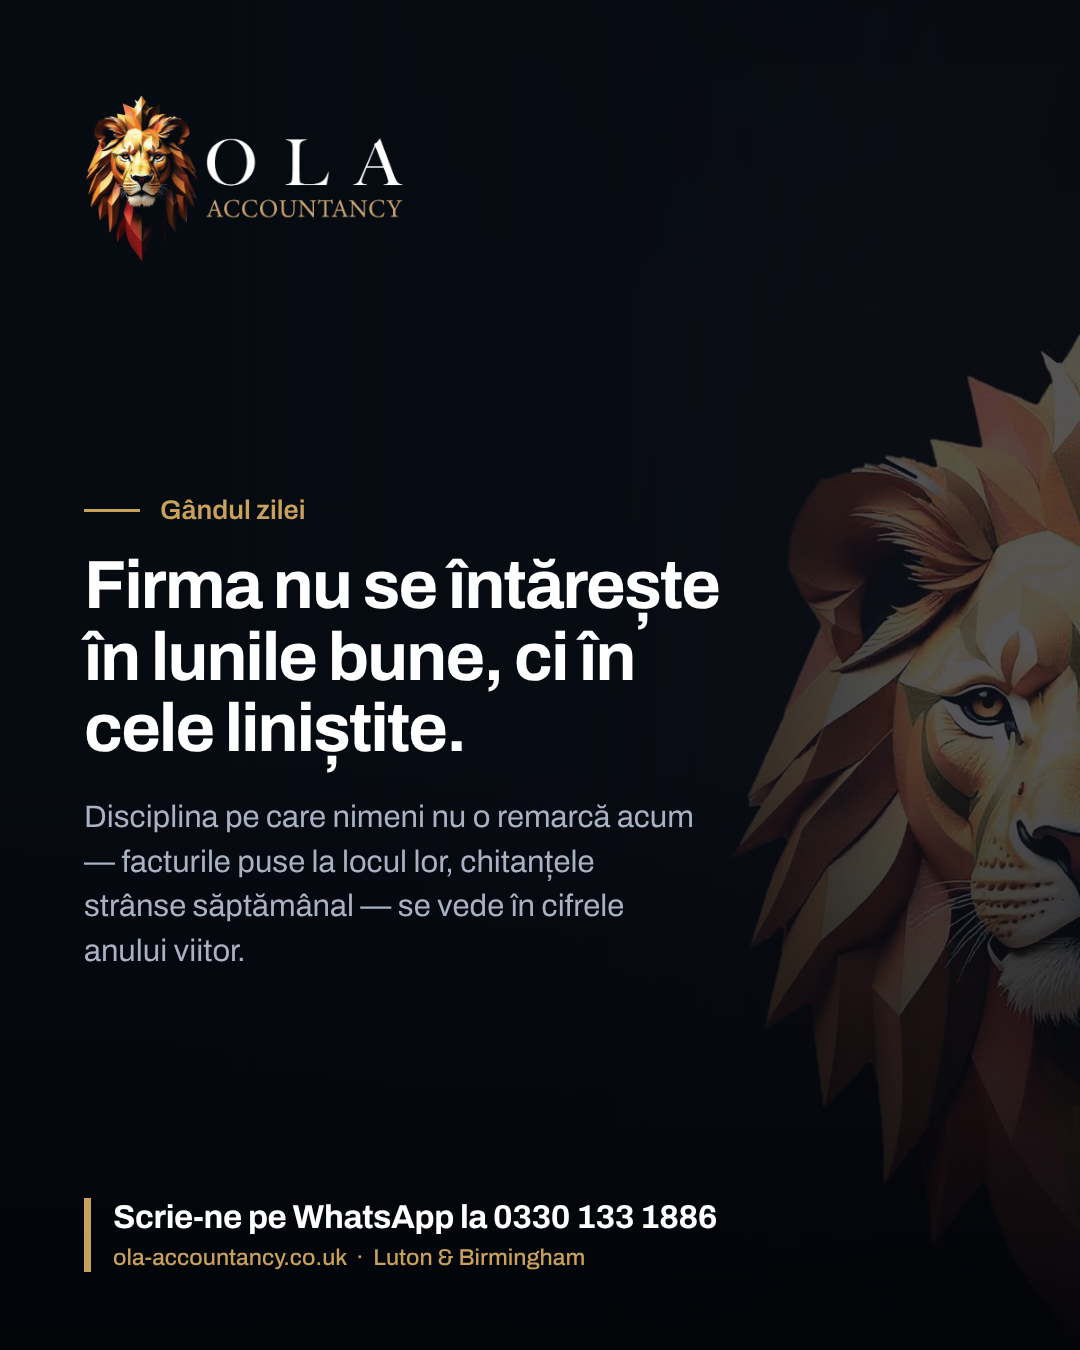 OLA
ACCOUNTANCY
Gândul zilei
Firma nu se întărește
în lunile bune, ci în
cele liniștite.
Disciplina pe care nimeni nu o remarcă acum
— facturile puse la locul lor, chitanțele
strânse săptămânal — se vede în cifrele
anului viitor.
Scrie-ne pe WhatsApp la 0330 133 1886
ola-accountancy.co.uk · Luton & Birmingham